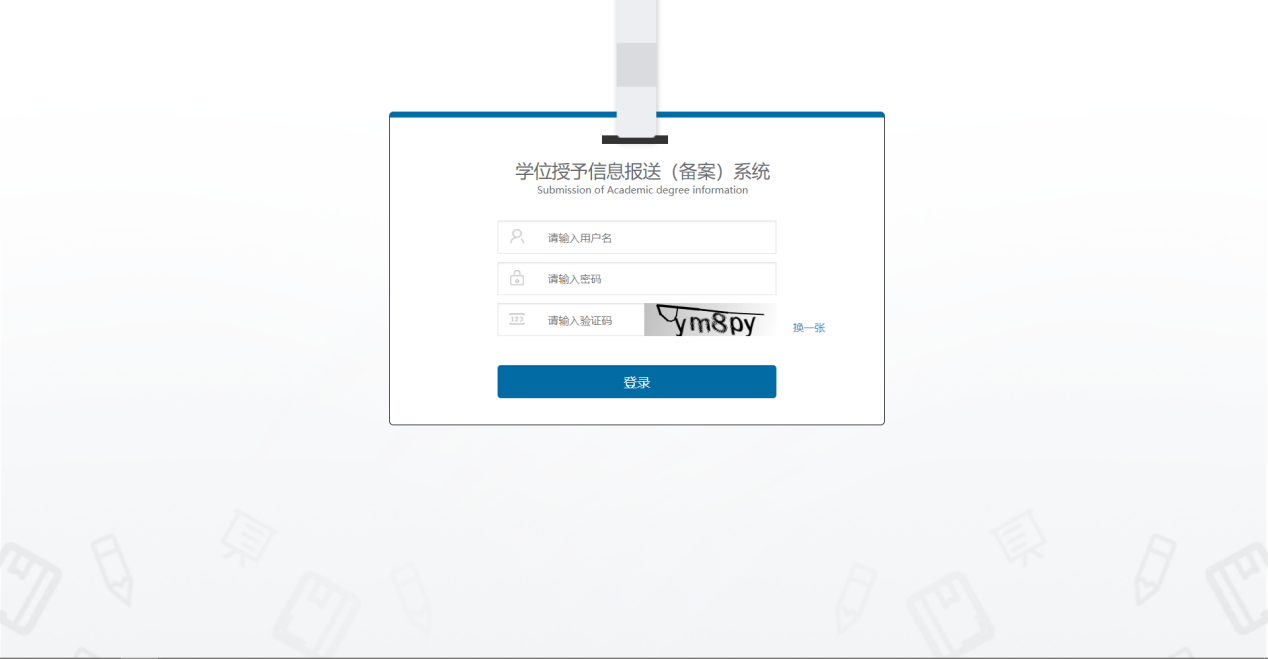 学位授予信息报送（备案）系统
Submission of Academic degree information
请输入用户名
请输入密码
123
请输入验证码
ym8py
换一张
登录